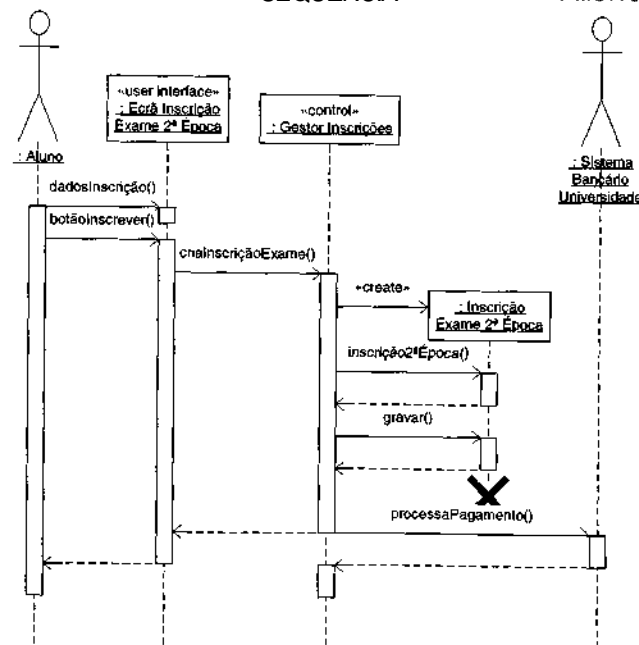 «user interface»
: Ecrã Inscrição
Exame 2ª Época
«control»
: Gestor Inscrições
: Aluno
: Sistema
Bancário
Universidade
dadosInscrição()
botãoInscrever()
criaInscriçãoExame()
«create»
: Inscrição
Exame 2ª Época
inscrição2ªÉpoca()
gravar()
processaPagamento()